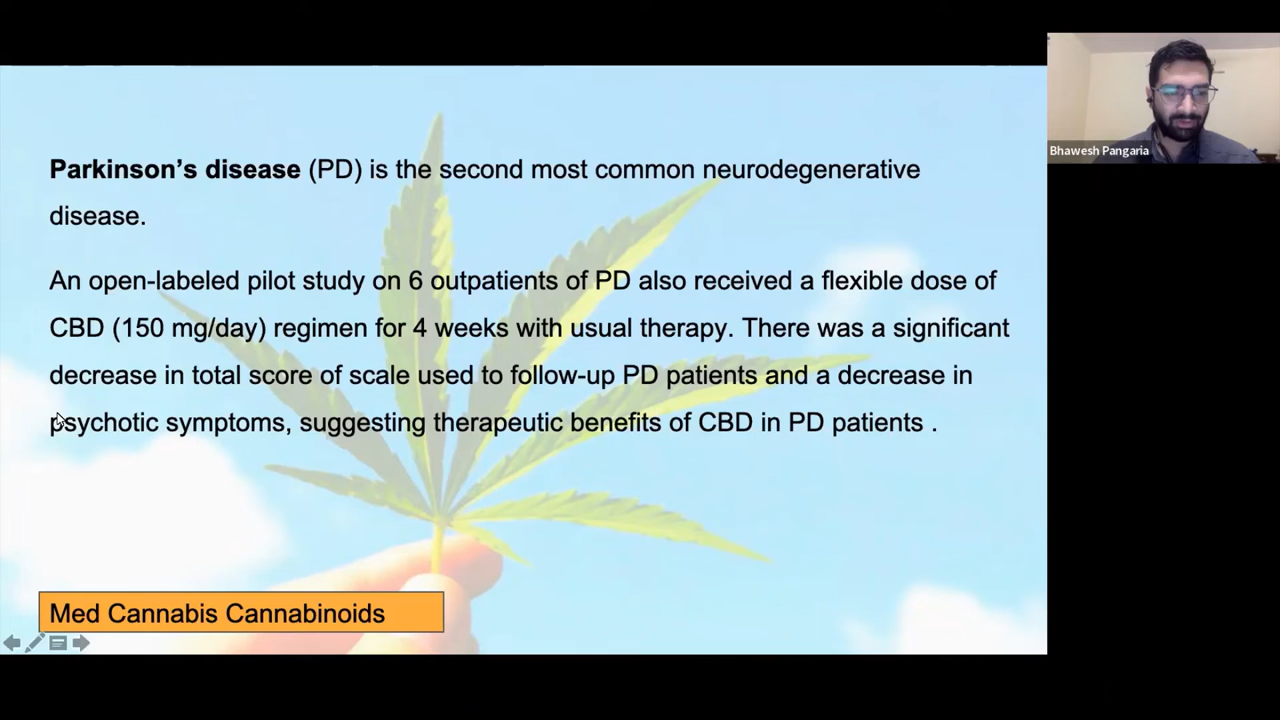 Parkinson’s disease (PD) is the second most common neurodegenerative
disease.
An open-labeled pilot study on 6 outpatients of PD also received a flexible dose of
CBD (150 mg/day) regimen for 4 weeks with usual therapy. There was a significant
decrease in total score of scale used to follow-up PD patients and a decrease in
psychotic symptoms, suggesting therapeutic benefits of CBD in PD patients .
Med Cannabis Cannabinoids
Bhawesh Pangaria